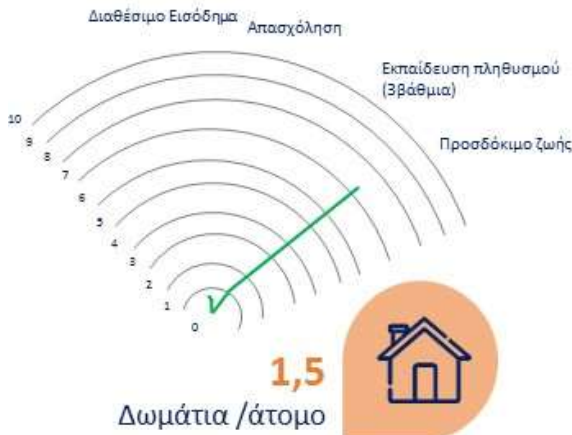 Διαθέσιμο Εισόδημα
Απασχόληση
Εκπαίδευση πληθυσμού
(3βάθμια)
Προσδόκιμο ζωής
10
9
8
7
6
5
4
3
2
1
0
1,5
Δωμάτια /άτομο